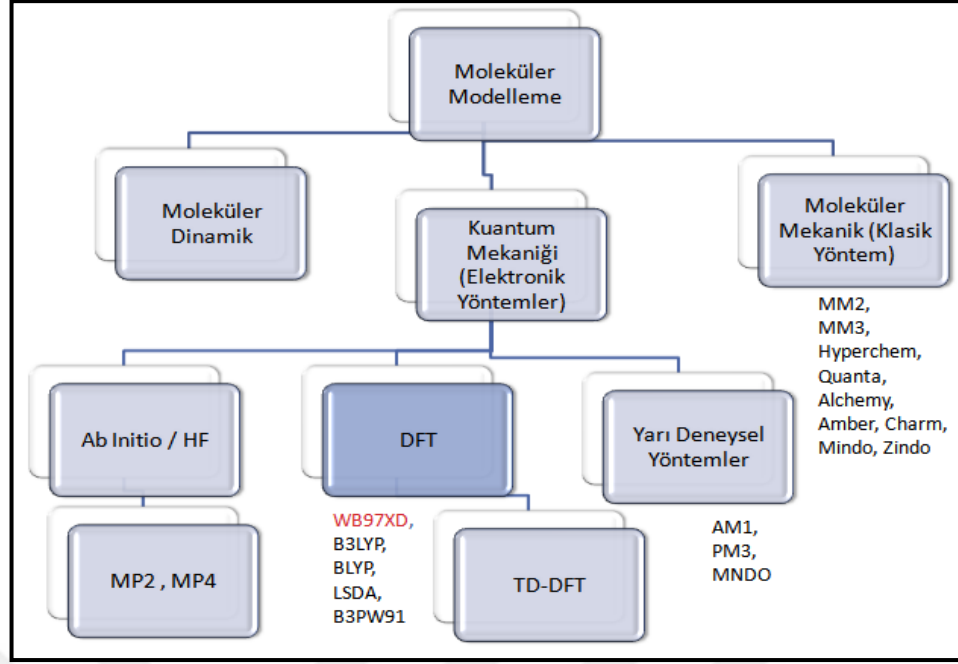 Moleküler
Modelleme
Moleküler
Dinamik
Kuantum
Mekaniği
(Elektronik
Yöntemler)
Moleküler
Mekanik (Klasik
Yöntem)
MM2,
MM3,
Hyperchem,
Quanta,
Alchemy,
Amber, Charm,
Mindo, Zindo
Ab Initio / HF
DFT
Yarı Deneysel
Yöntemler
MP2 , MP4
WB97XD,
B3LYP,
BLYP,
LSDA,
B3PW91
TD-DFT
AM1,
PM3,
MNDO